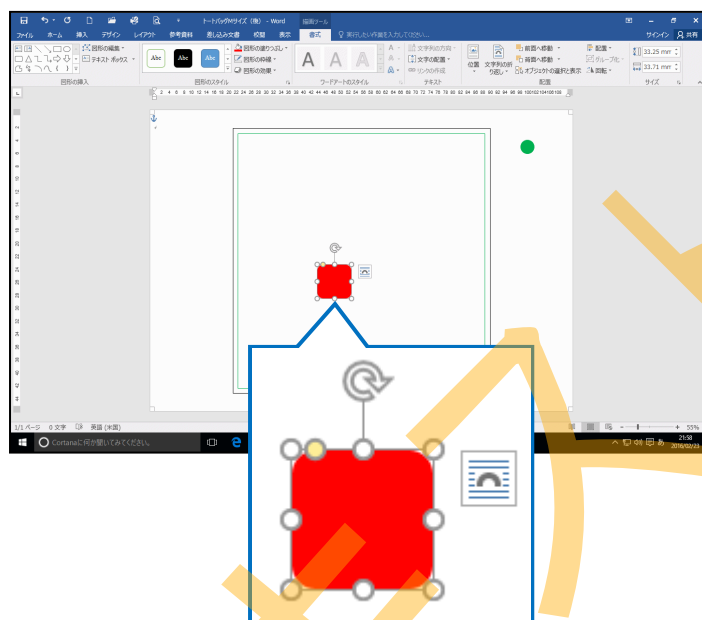 トートバッグMサイズ（他） - Word
描画ツール
ファイル ホーム 挿入 デザイン レイアウト 参考資料 差し込み文書 校閲 表示 書式 実行したい作業を入力してください...
サインイン 共有
図形の編集
テキスト ボックス
Abc Abc Abc
図形の塗りつぶし
図形の枠線
図形の効果
A A A
文字列の方向
文字の配置
リンクの作成
位置 文字列の折り返し
前面へ移動
背面へ移動
オブジェクトの選択と表示
配置
グループ化
回転
33.25 mm
33.71 mm
図形の挿入 図形のスタイル ワードアートのスタイル テキスト 配置 サイズ
1/1 ページ 0 文字 英語 (米国)
55%
Cortanaに何か聞いてみてください。
あ
21:58
2016/02/23